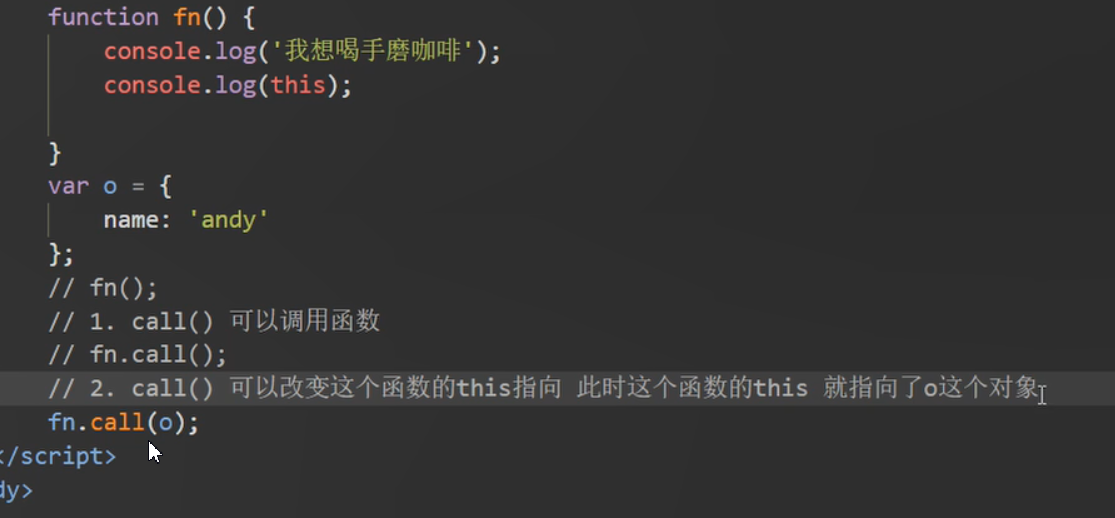 function fn() {
console.log('我想喝手磨咖啡');
console.log(this);
}
var o = {
name: 'andy'
};
// fn();
// 1. call() 可以调用函数
// fn.call();
// 2. call() 可以改变这个函数的this指向 此时这个函数的this 就指向了o这个对象
fn.call(o);
</script>
dy>